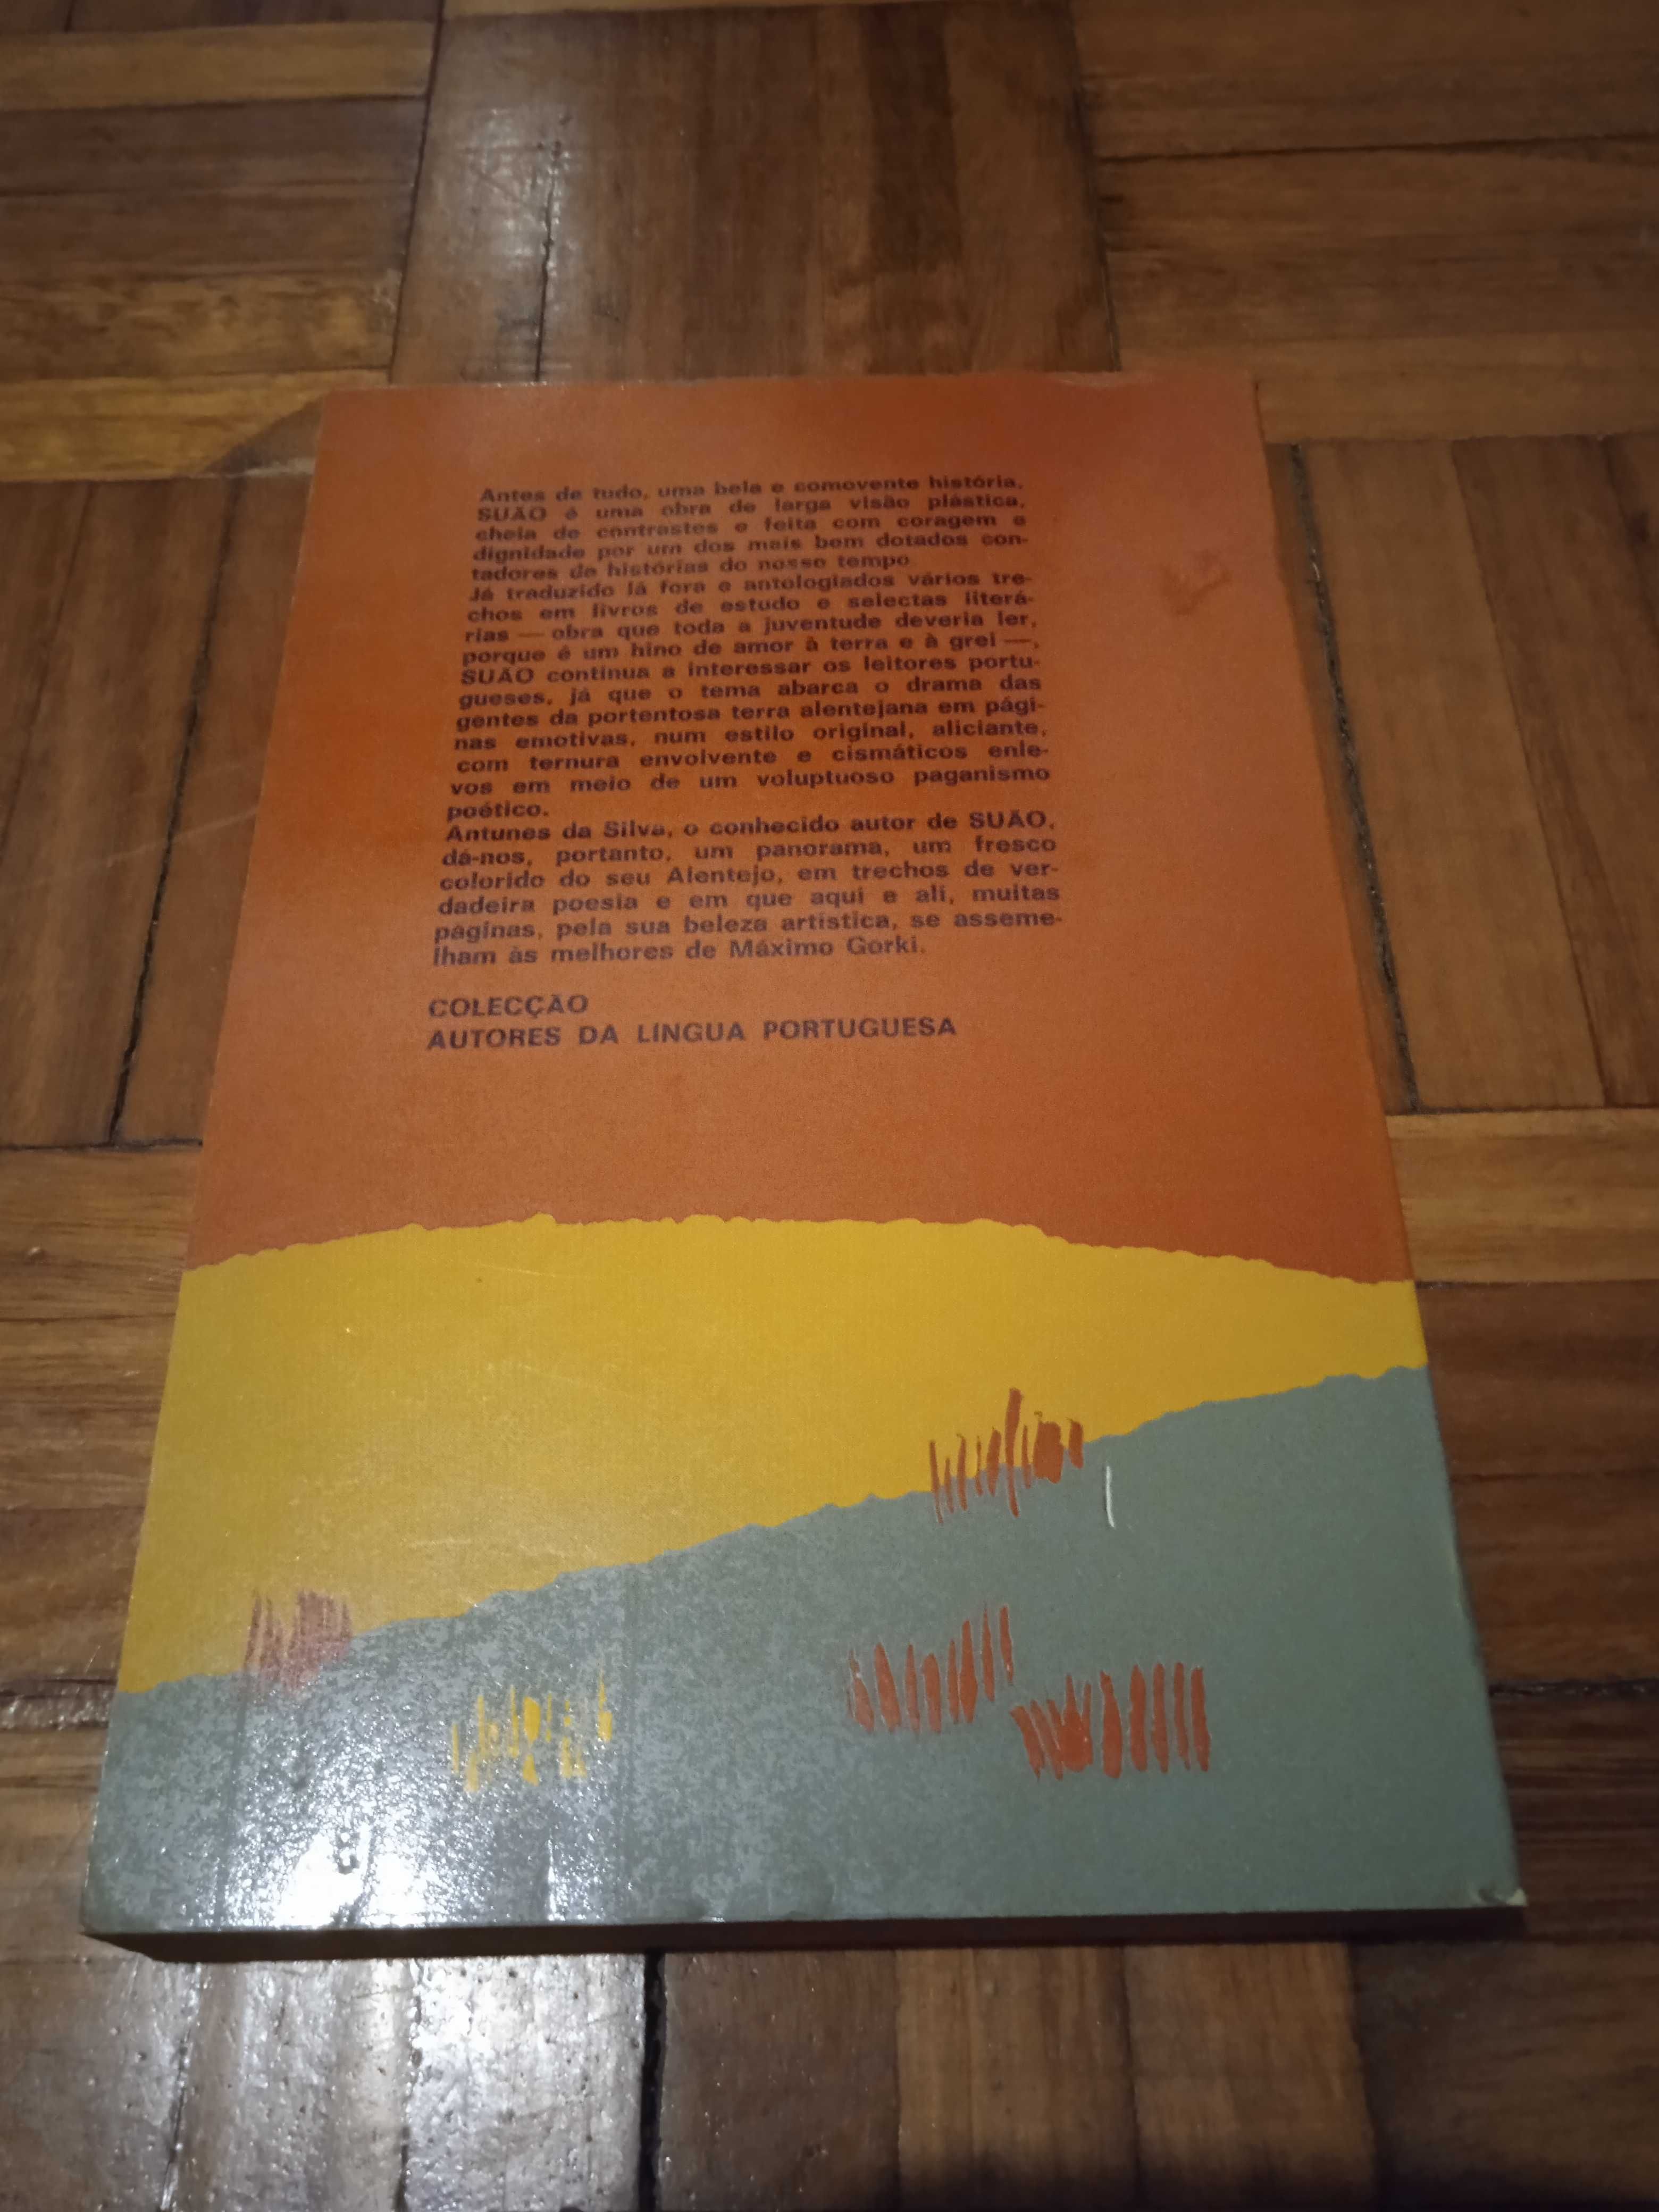 Antes de tudo, uma bela e comovente história,
SUÃO é uma obra de larga visão plástica,
cheia de contrastes e feita com coragem e
dignidade por um dos mais bem dotados con-
tadores de histórias do nosso tempo.
Já traduzido lá fora e antologiados vários tre-
chos em livros de estudo e selectas literá-
rias — obra que toda a juventude deveria ler,
porque é um hino de amor à terra e à grei —,
SUÃO continua a interessar os leitores portu-
gueses, já que o tema abarca o drama das
gentes da portentosa terra alentejana em pági-
nas emotivas, num estilo original, aliciante,
com ternura envolvente e cismáticos enle-
vos em meio de um voluptuoso paganismo
poético.
Antunes da Silva, o conhecido autor de SUÃO,
dá-nos, portanto, um panorama, um fresco
colorido do seu Alentejo, em trechos de ver-
dadeira poesia e em que aqui e ali, muitas
páginas, pela sua beleza artística, se asseme-
lham às melhores de Máximo Gorki.
COLECÇÃO
AUTORES DA LÍNGUA PORTUGUESA